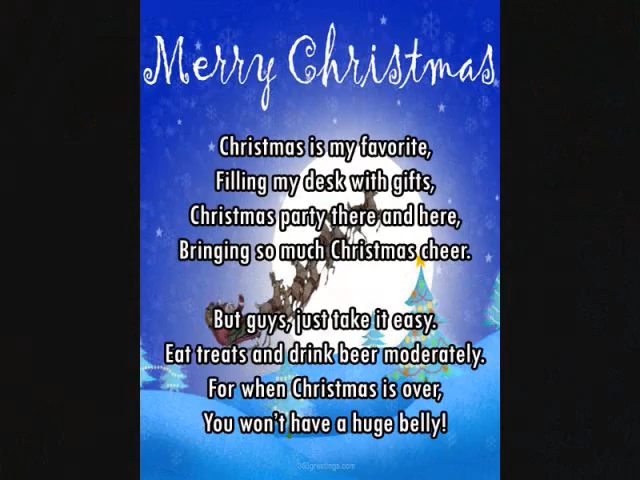 Merry Christmas
Christmas is my favorite,
Filling my desk with gifts,
Christmas party there and here,
Bringing so much Christmas cheer.
But guys, just take it easy.
Eat treats and drink beer moderately.
For when Christmas is over,
You won't have a huge belly!
365greetings.com